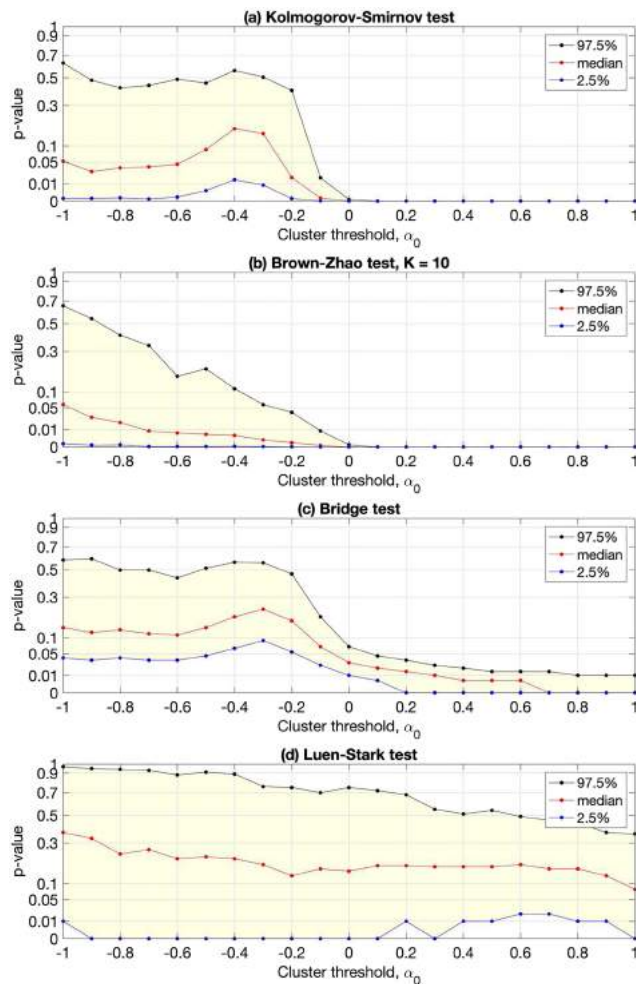 (a) Kolmogorov-Smirnov test
1
0.9
0.7
0.5
0.3
0.1
0.05
0.01
0
p-value
97.5%
median
2.5%
-1 -0.8 -0.6 -0.4 -0.2 0 0.2 0.4 0.6 0.8 1
Cluster threshold, α0
(b) Brown-Zhao test, K = 10
1
0.9
0.7
0.5
0.3
0.1
0.05
0.01
0
p-value
97.5%
median
2.5%
-1 -0.8 -0.6 -0.4 -0.2 0 0.2 0.4 0.6 0.8 1
Cluster threshold, α0
(c) Bridge test
1
0.9
0.7
0.5
0.3
0.1
0.05
0.01
0
p-value
97.5%
median
2.5%
-1 -0.8 -0.6 -0.4 -0.2 0 0.2 0.4 0.6 0.8 1
Cluster threshold, α0
(d) Luen-Stark test
1
0.9
0.7
0.5
0.3
0.1
0.05
0.01
0
p-value
97.5%
median
2.5%
-1 -0.8 -0.6 -0.4 -0.2 0 0.2 0.4 0.6 0.8 1
Cluster threshold, α0